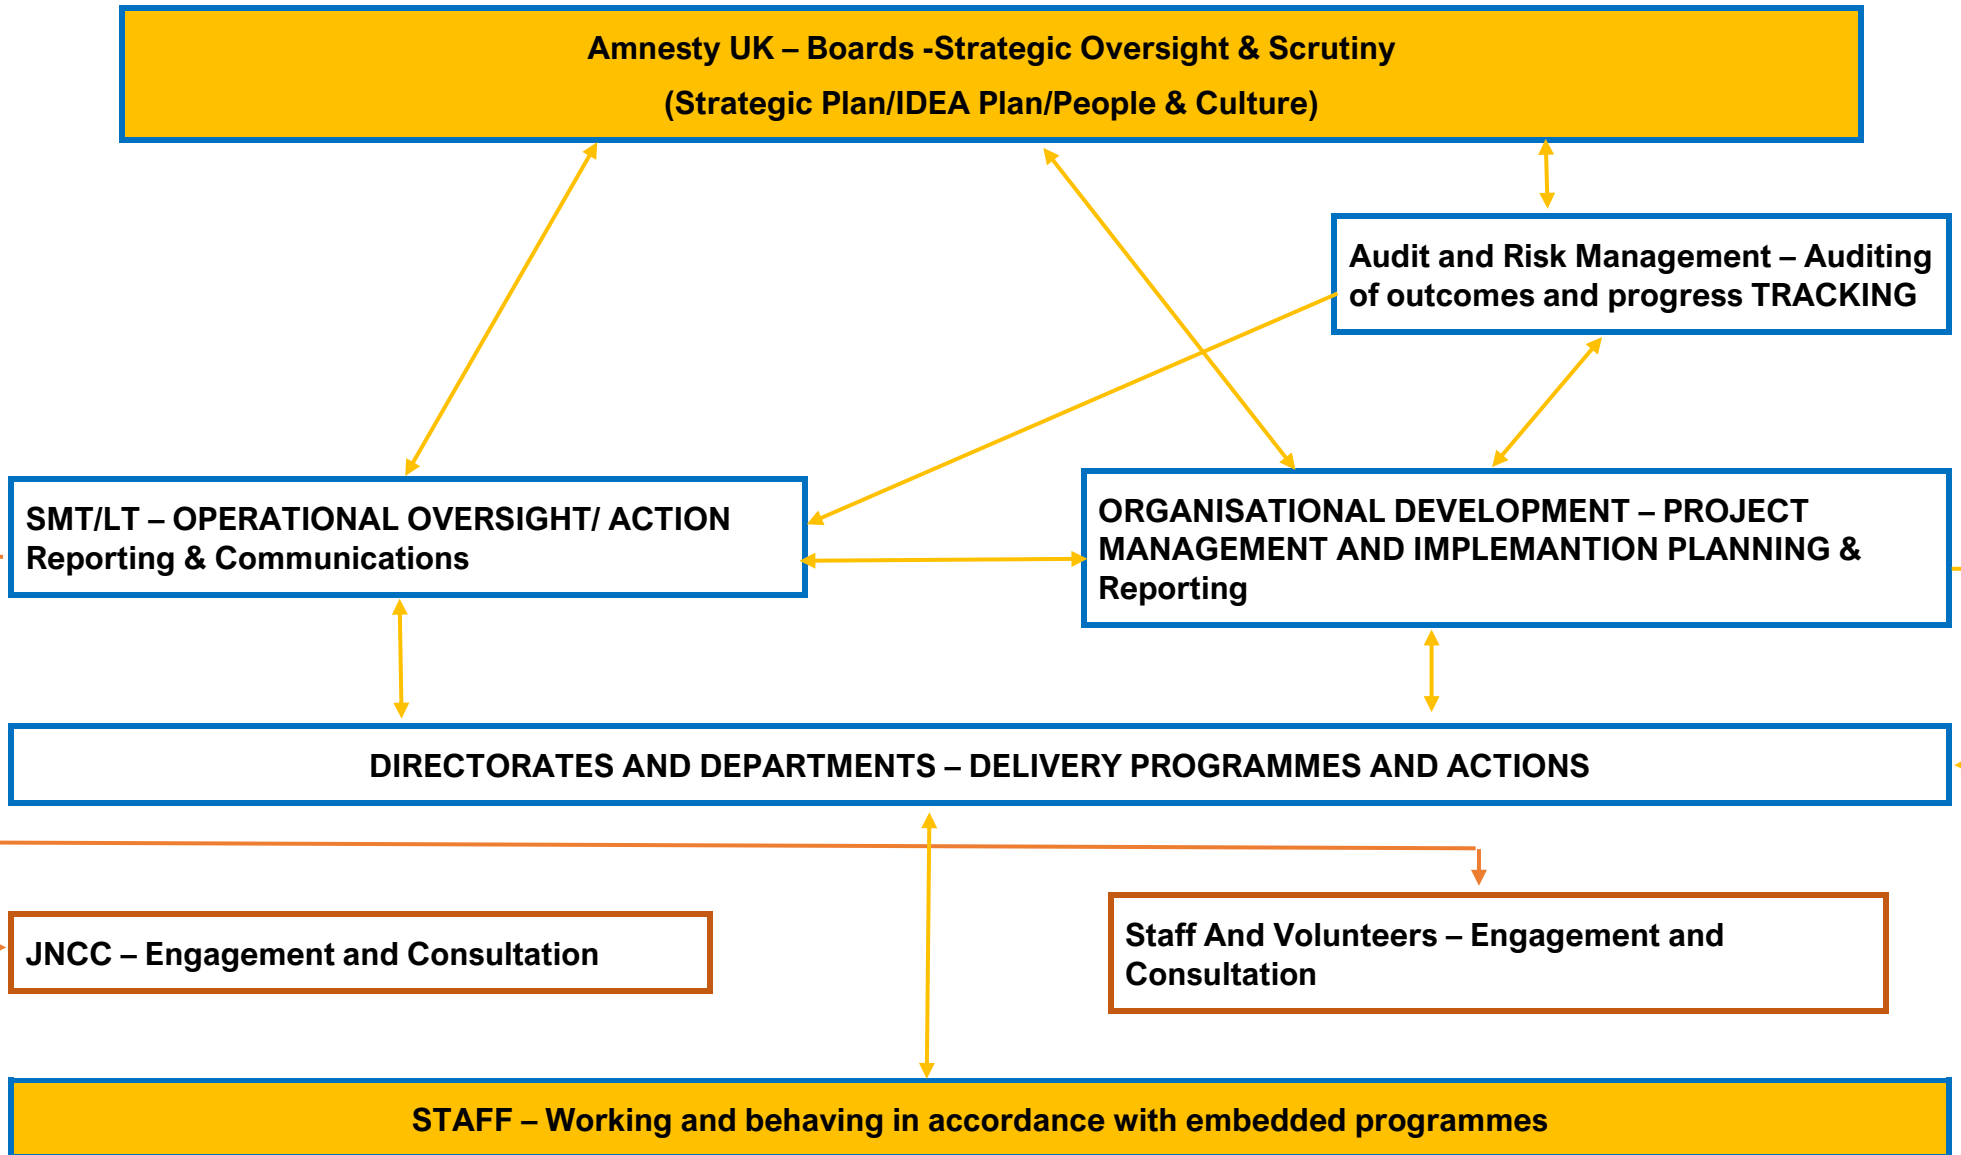 Amnesty UK – Boards -Strategic Oversight & Scrutiny
(Strategic Plan/IDEA Plan/People & Culture)
Audit and Risk Management – Auditing
of outcomes and progress TRACKING
SMT/LT – OPERATIONAL OVERSIGHT/ ACTION
Reporting & Communications
ORGANISATIONAL DEVELOPMENT – PROJECT
MANAGEMENT AND IMPLEMANTION PLANNING &
Reporting
DIRECTORATES AND DEPARTMENTS – DELIVERY PROGRAMMES AND ACTIONS
JNCC – Engagement and Consultation
Staff And Volunteers – Engagement and
Consultation
STAFF – Working and behaving in accordance with embedded programmes